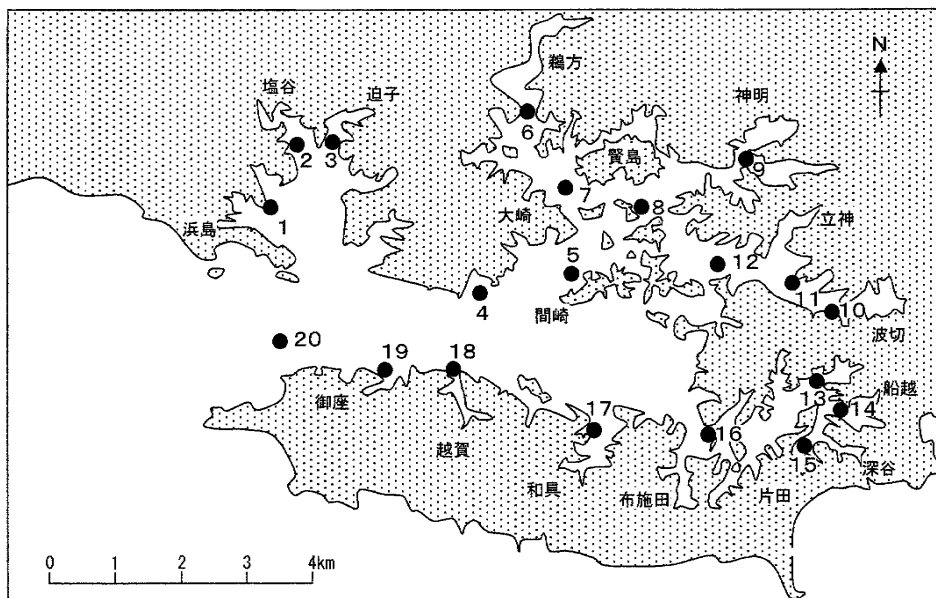 N
鵜方
塩谷
迫子
神明
6
賢島
2
3
9
7
8
大崎
立神
1
浜島
5
12
11
4
間崎
10
波切
20
19
18
13
船越
14
御座
17
16
15
越賀
深谷
和具
布施田
片田
0 1 2 3 4km